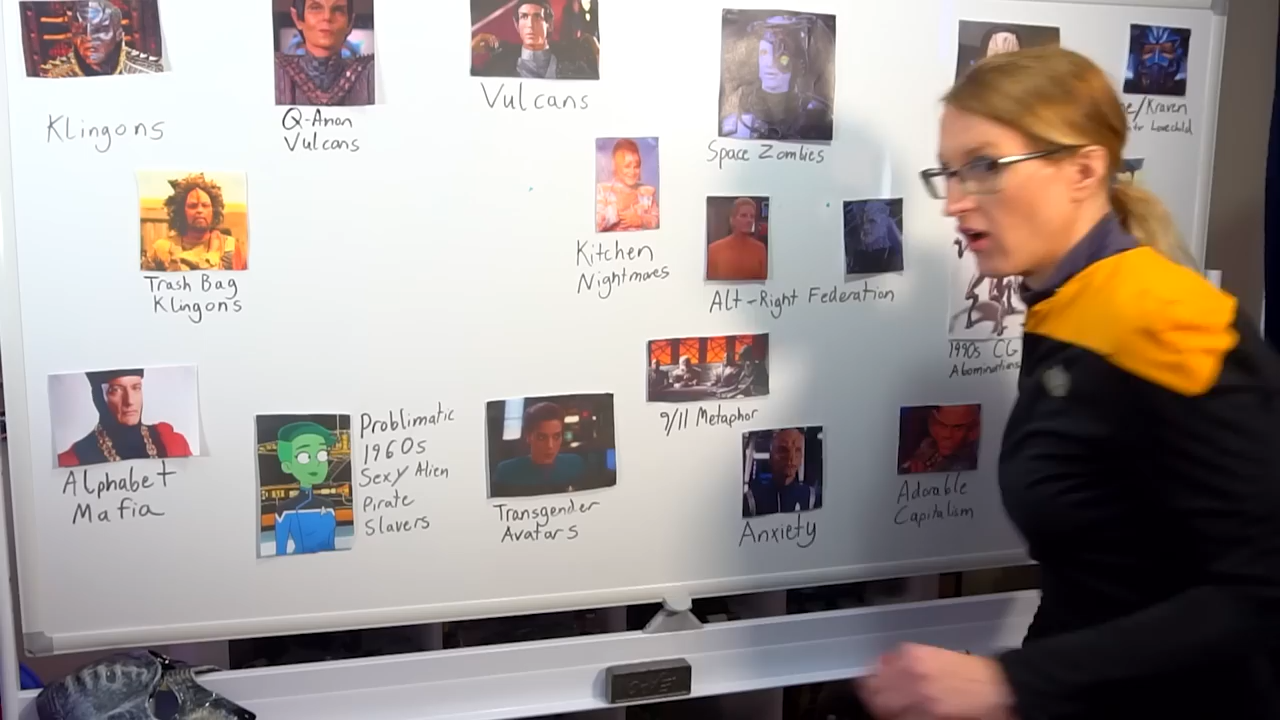 Klingons
Q-Anon
Vulcans
Vulcans
Space Zombies
e/Kraven
Lovechild
Trash Bag
Klingons
Kitchen
Nightmares
Alt-Right Federation
1990s CG
Abominations
Alphabet
Mafia
Problimatic
1960s
Sexy Alien
Pirate
Slavers
Transgender
Avatars
9/11 Metaphor
Anxiety
Adorable
Capitalism